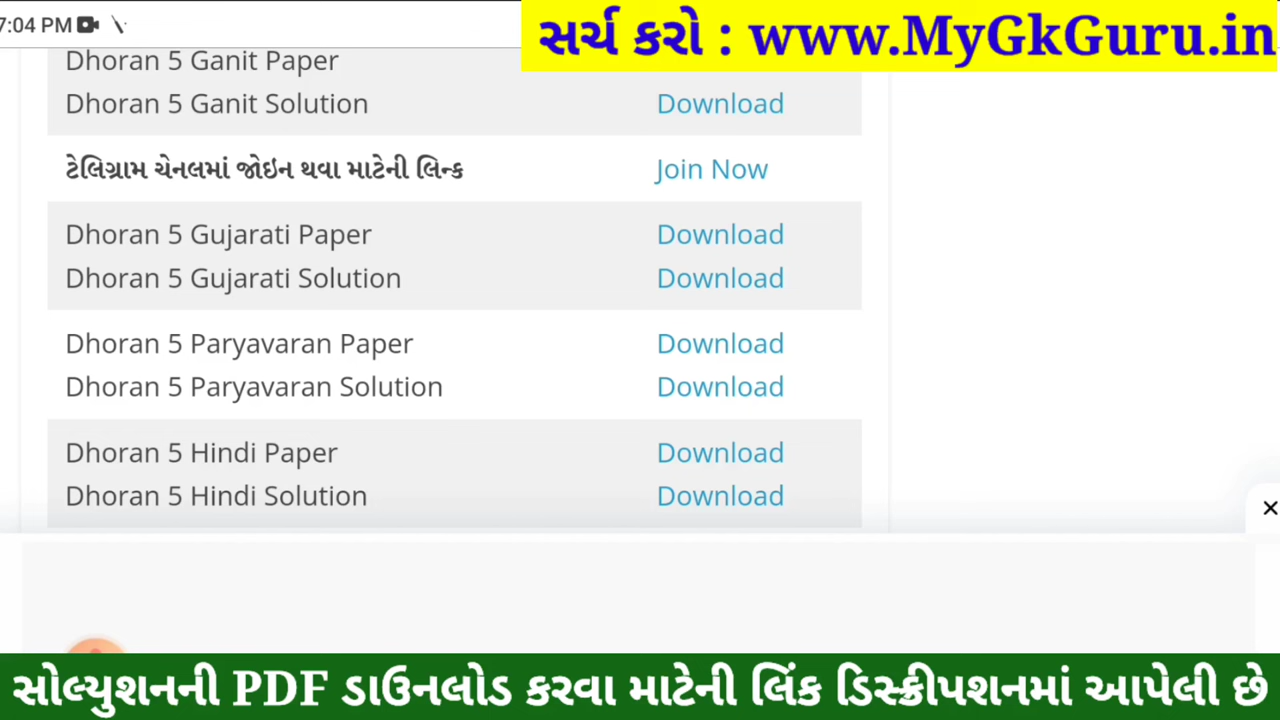 7:04 PM
સર્ચ કરો : www.MyGkGuru.in
Dhoran 5 Ganit Paper
Dhoran 5 Ganit Solution Download
ટેલિગ્રામ ચેનલમાં જોઇન થવા માટેની લિન્ક Join Now
Dhoran 5 Gujarati Paper Download
Dhoran 5 Gujarati Solution Download
Dhoran 5 Paryavaran Paper Download
Dhoran 5 Paryavaran Solution Download
Dhoran 5 Hindi Paper Download
Dhoran 5 Hindi Solution Download
સોલ્યુશનની PDF ડાઉનલોડ કરવા માટેની લિંક ડિસ્ક્રીપશનમાં આપેલી છે